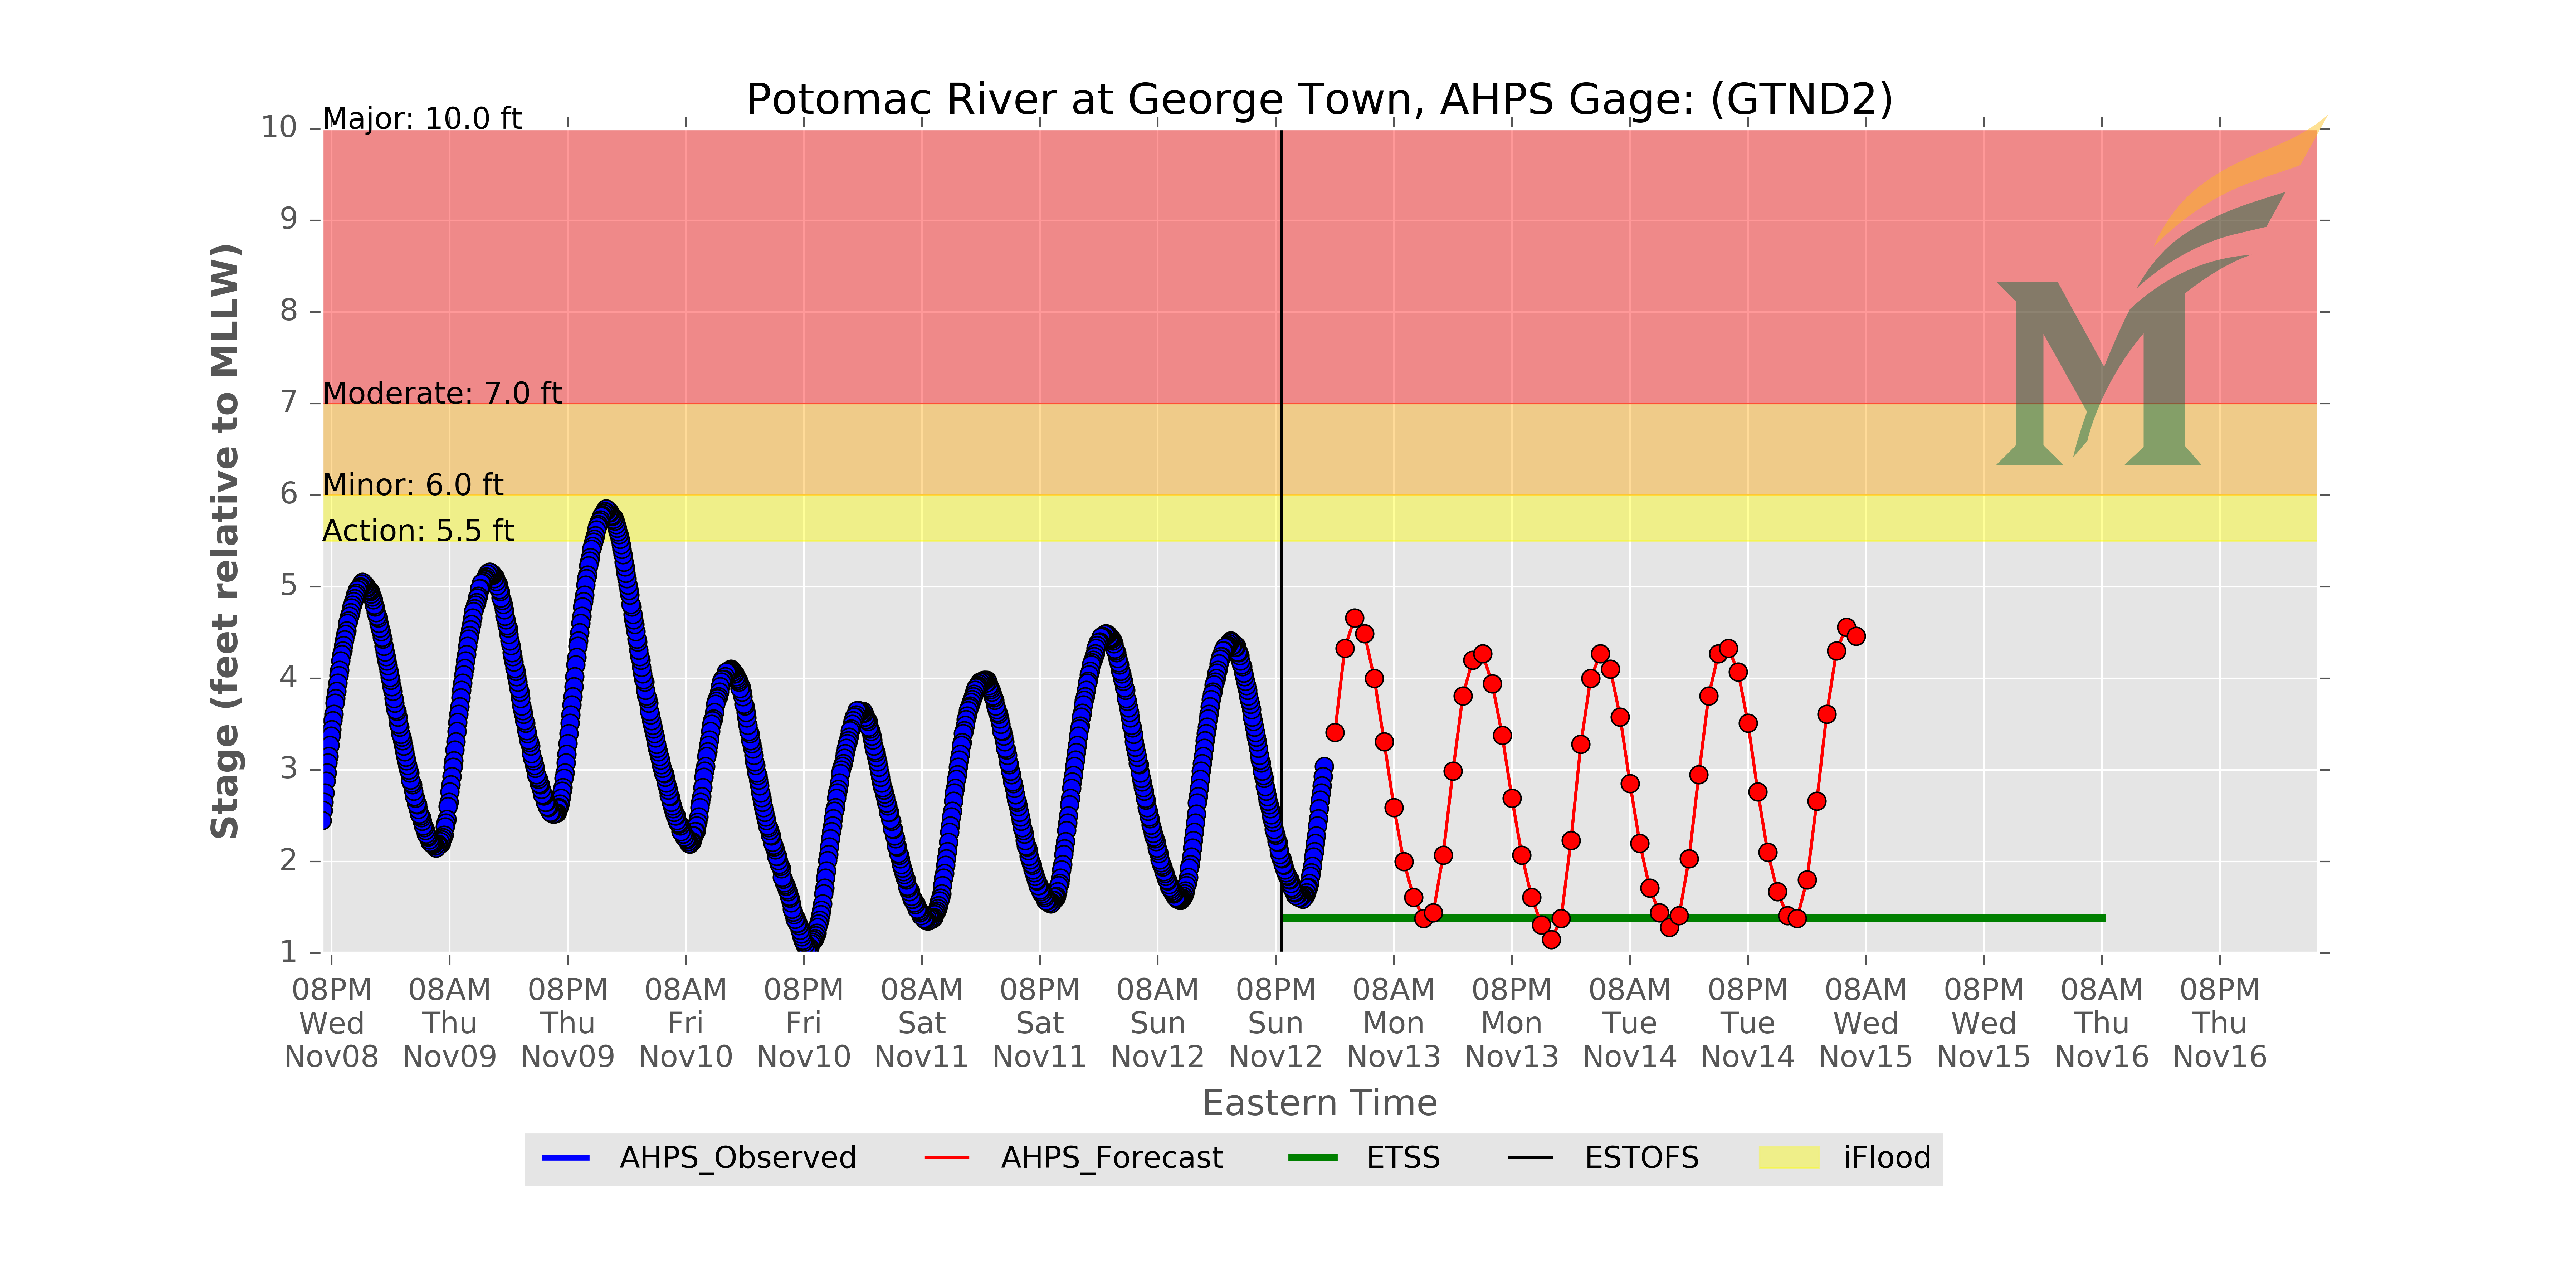 Potomac River at George Town, AHPS Gage: (GTND2)
Major: 10.0 ft
Moderate: 7.0 ft
Minor: 6.0 ft
Action: 5.5 ft
10
9
8
7
6
5
4
3
2
1
Stage (feet relative to MLLW)
08PM 08AM 08PM 08AM 08PM 08AM 08PM 08AM 08PM 08AM 08PM 08AM 08PM 08AM 08PM 08AM 08PM
Wed Thu Thu Fri Fri Sat Sat Sun Sun Mon Mon Tue Tue Wed Wed Thu Thu
Nov08 Nov09 Nov09 Nov10 Nov10 Nov11 Nov11 Nov12 Nov12 Nov13 Nov13 Nov14 Nov14 Nov15 Nov15 Nov16 Nov16
Eastern Time
AHPS_Observed AHPS_Forecast ETSS ESTOFS iFlood
M